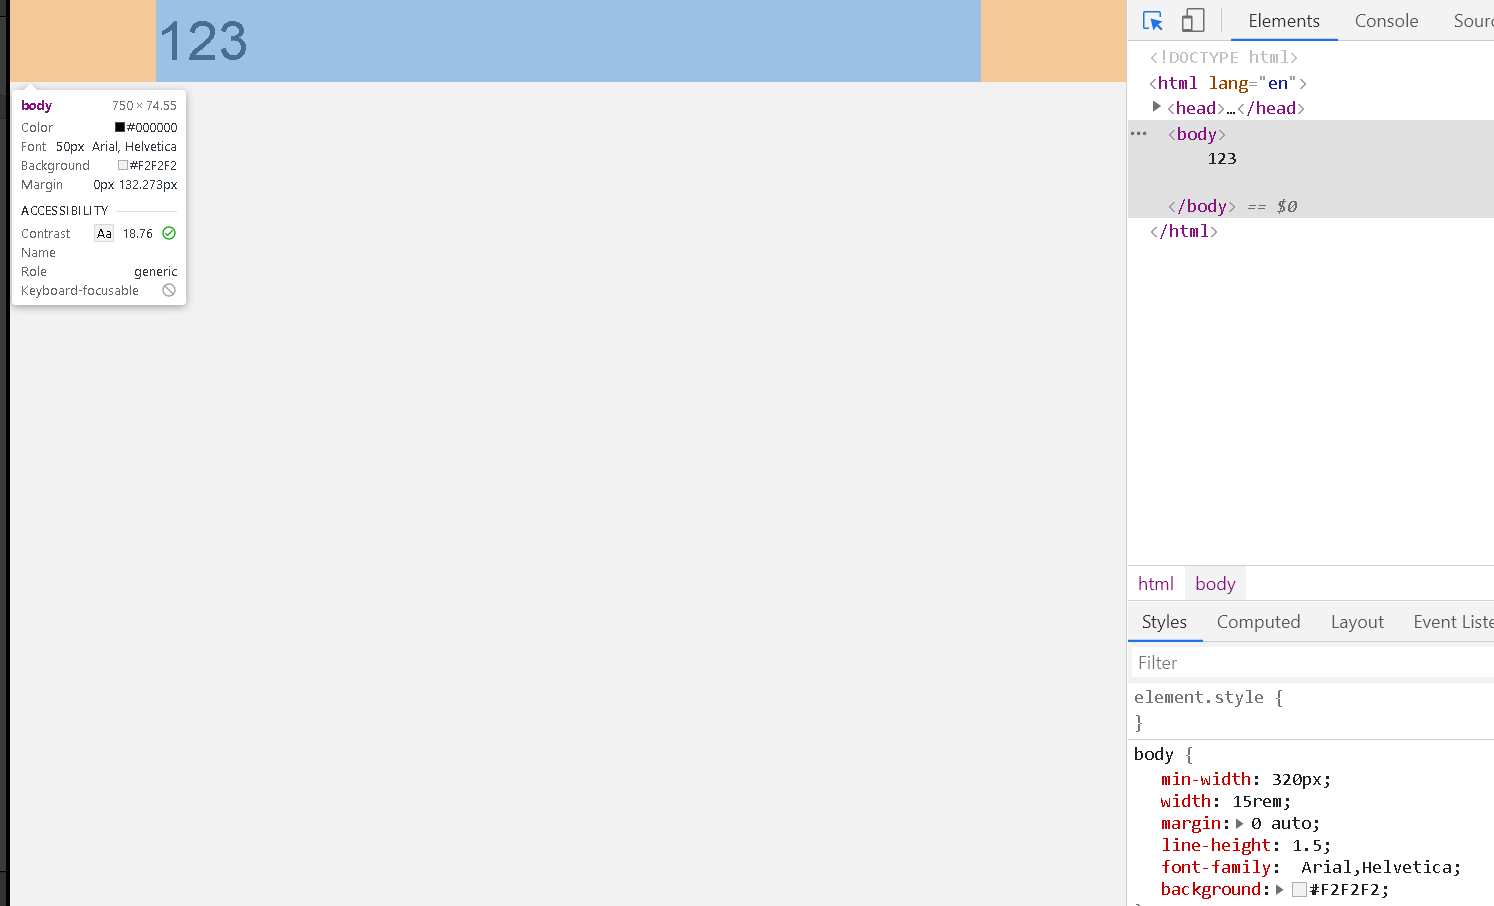 123
body 750 × 74.55
Color #000000
Font 50px Arial, Helvetica
Background #F2F2F2
Margin 0px 132.273px
ACCESSIBILITY
Contrast Aa 18.76
Name
Role generic
Keyboard-focusable
Elements Console Sour
<!DOCTYPE html>
<html lang="en">
<head>…</head>
<body>
123
</body> == $0
</html>
html body
Styles Computed Layout Event Liste
Filter
element.style {
}
body {
min-width: 320px;
width: 15rem;
margin: 0 auto;
line-height: 1.5;
font-family: Arial,Helvetica;
background: #F2F2F2;